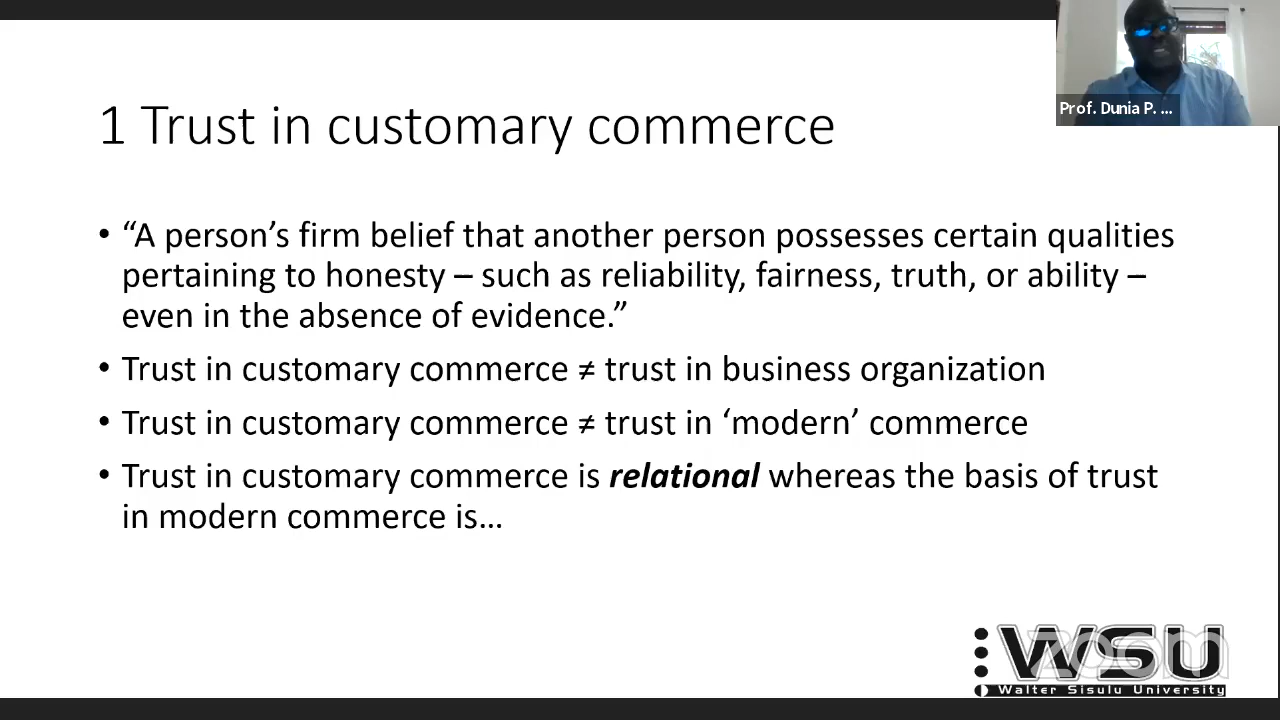 Prof. Dunia P. ...
1 Trust in customary commerce
• “A person’s firm belief that another person possesses certain qualities
pertaining to honesty – such as reliability, fairness, truth, or ability –
even in the absence of evidence.”
• Trust in customary commerce ≠ trust in business organization
• Trust in customary commerce ≠ trust in ‘modern’ commerce
• Trust in customary commerce is relational whereas the basis of trust
in modern commerce is…
WSU
zoom
Walter Sisulu University